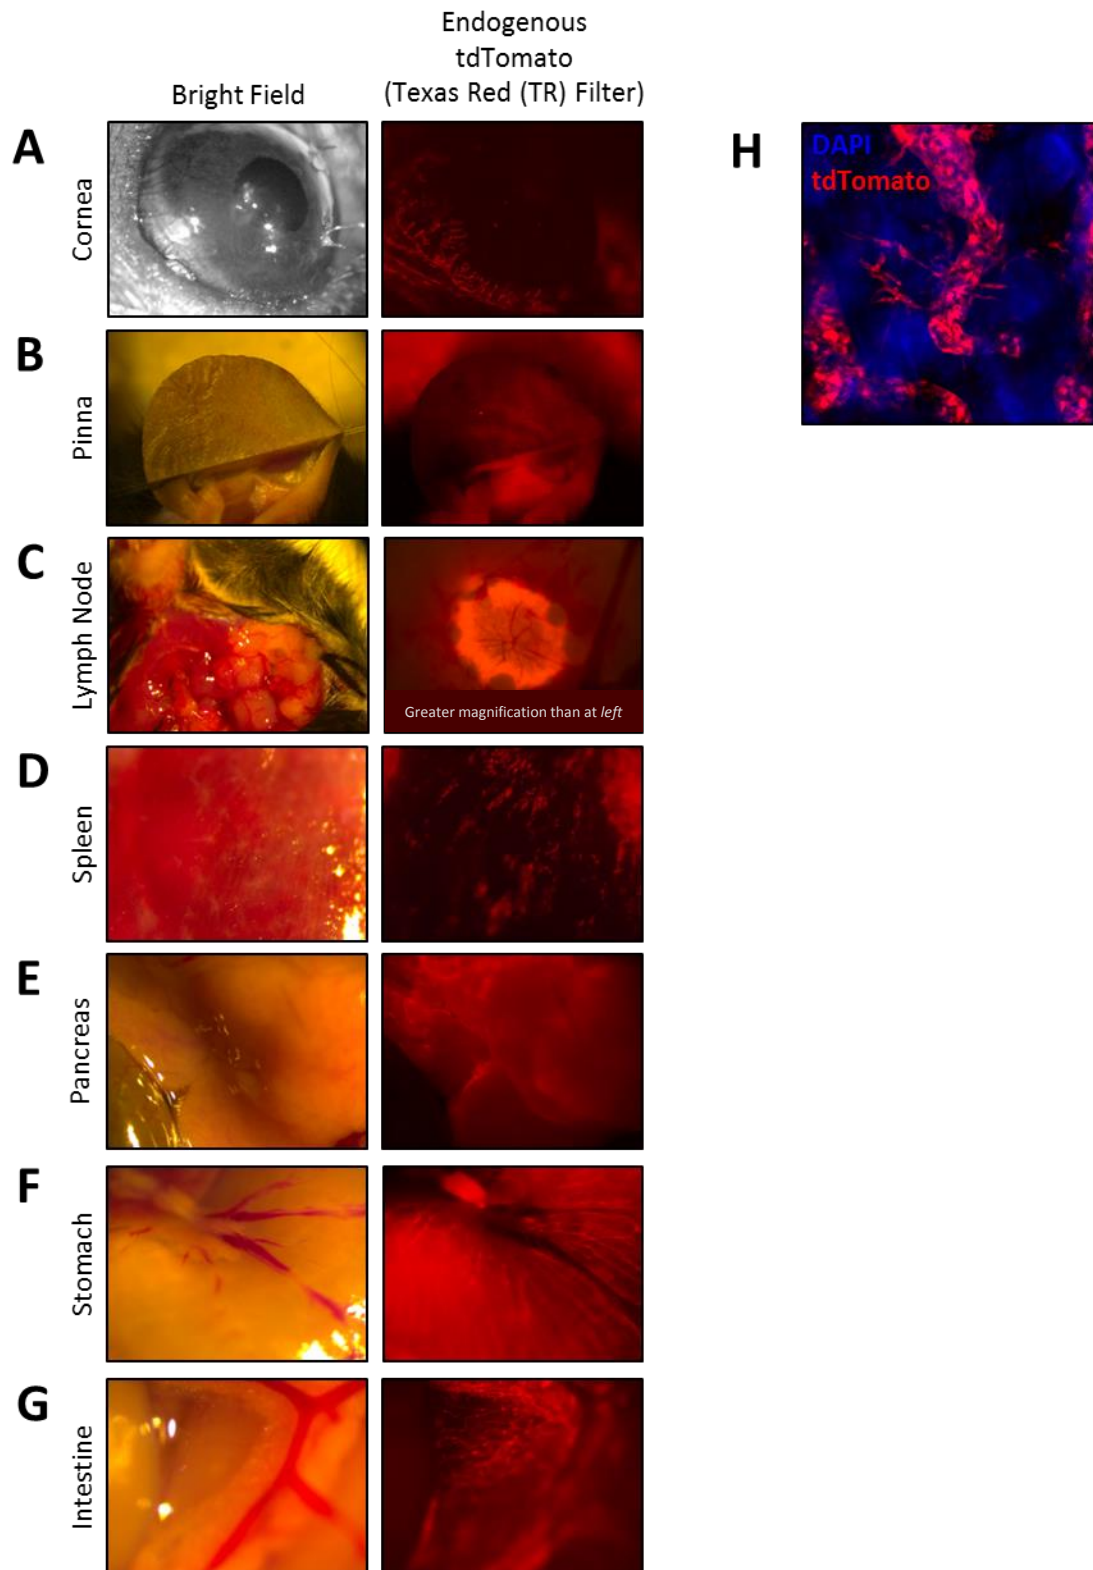 Endogenous
tdTomato
Bright Field
(Texas Red (TR) Filter)
A
Cornea
H
DAPI
tdTomato
B
Pinna
C
Lymph Node
Greater magnification than at left
D
Spleen
E
Pancreas
F
Stomach
G
Intestine